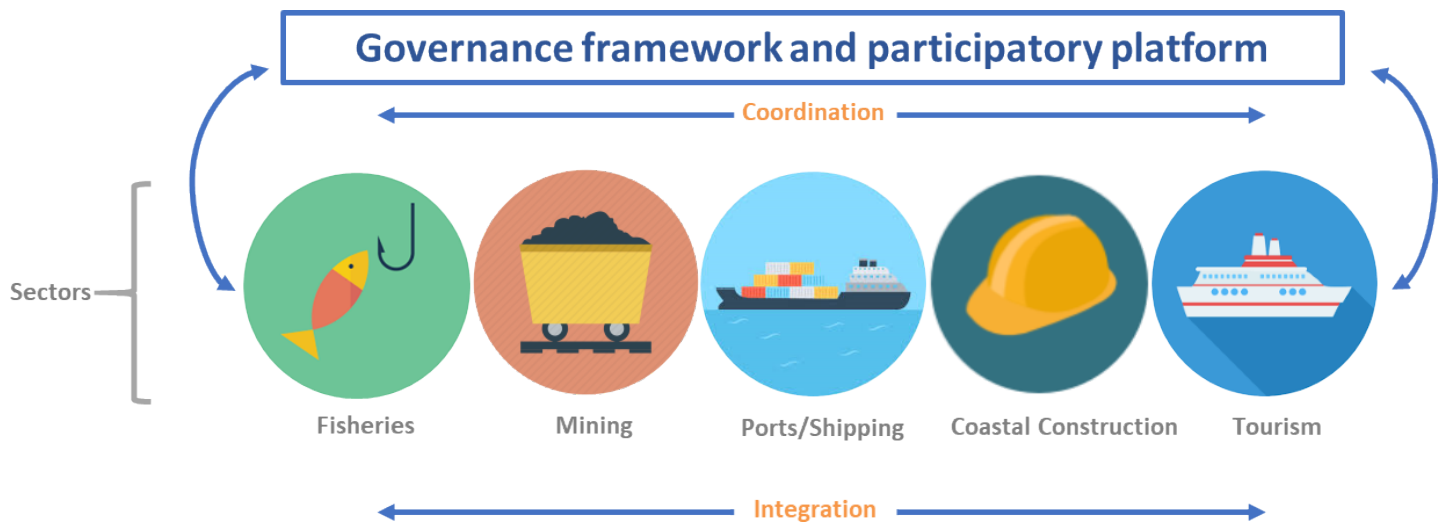 Governance framework and participatory platform
Coordination
Sectors
Fisheries
Mining
Ports/Shipping
Coastal Construction
Tourism
Integration